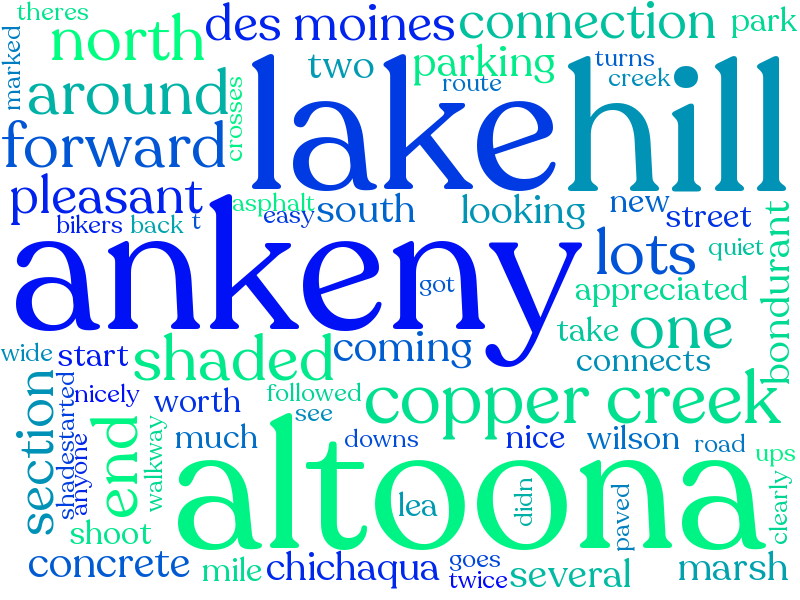 theres
des moines
connection
park
marked
north
two
parking
turns
creek
route
lake
hill
around
crosses
forward
pleasant
asphalt
easy
south
looking
new
street
bikers
back
t
ankeny
got
lots
quiet
bondurant
appreciated
take
one
wide
start
shaded
coming
connects
section
shade
started
anyone
nicely
worth
followed
see
copper creek
end
walkway
much
downs
nice
wilson
road
ups
altoona
lea
didn
paved
clearly
shoot
concrete
mile
chichaqua
goes
twice
several
marsh